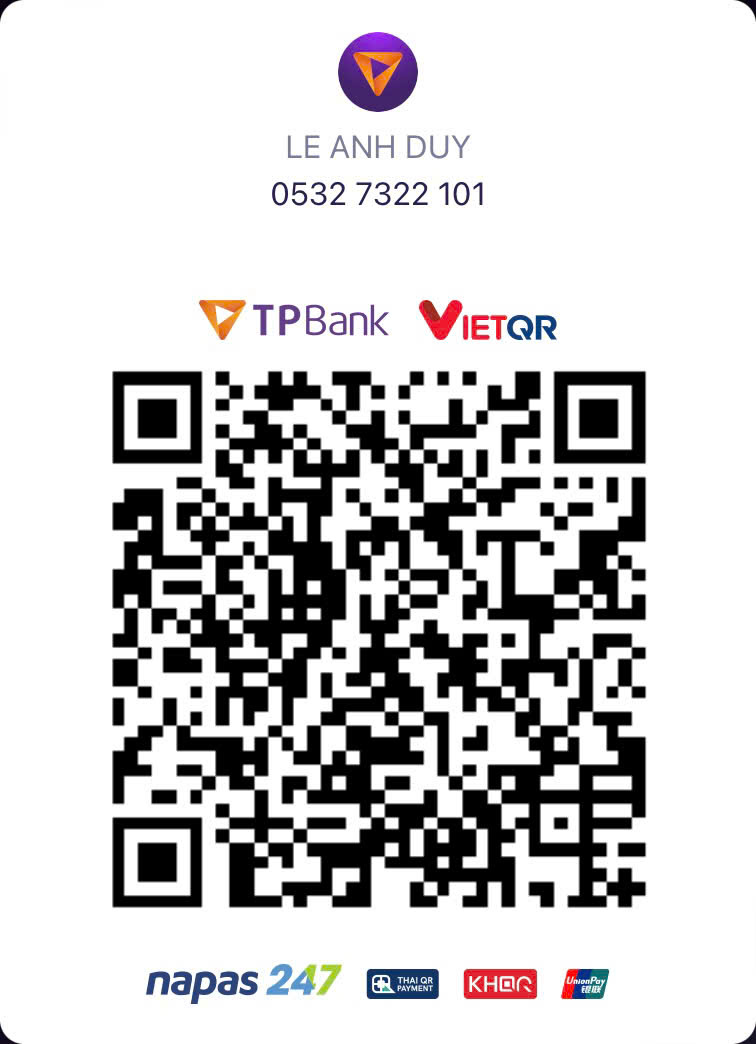 LE ANH DUY
0532 7322 101
TPBank VIETQR
napas 247 THAI QR PAYMENT KHQR UnionPay 银联